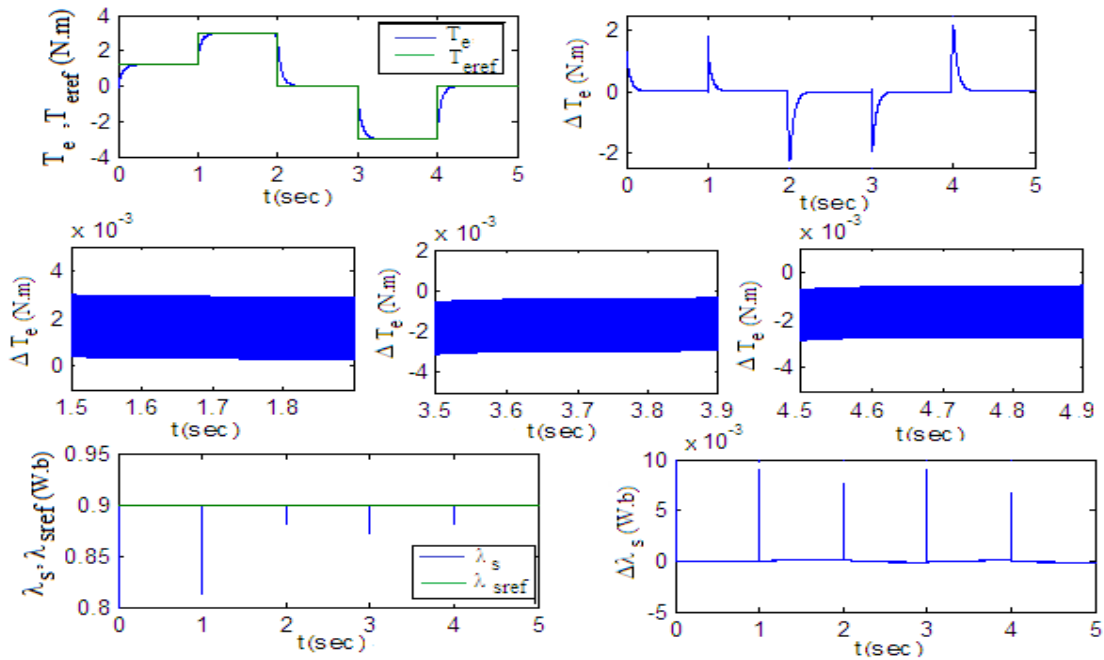 T_e, T_eref (N.m)
4
2
0
-2
-4
T_e
T_eref
0 1 2 3 4 5
t(sec)
Δ T_e (N.m)
2
0
-2
0 1 2 3 4 5
t(sec)
x 10^-3
Δ T_e (N.m)
4
2
0
1.5 1.6 1.7 1.8
t(sec)
x 10^-3
Δ T_e (N.m)
2
0
-2
-4
3.5 3.6 3.7 3.8 3.9
t(sec)
x 10^-3
Δ T_e (N.m)
0
-2
-4
4.5 4.6 4.7 4.8 4.9
t(sec)
λ_s, λ_sref (W.b)
0.95
0.9
0.85
0.8
λ_s
λ_sref
0 1 2 3 4 5
t(sec)
x 10^-3
Δλ_s (W.b)
10
5
0
-5
0 1 2 3 4 5
t(sec)